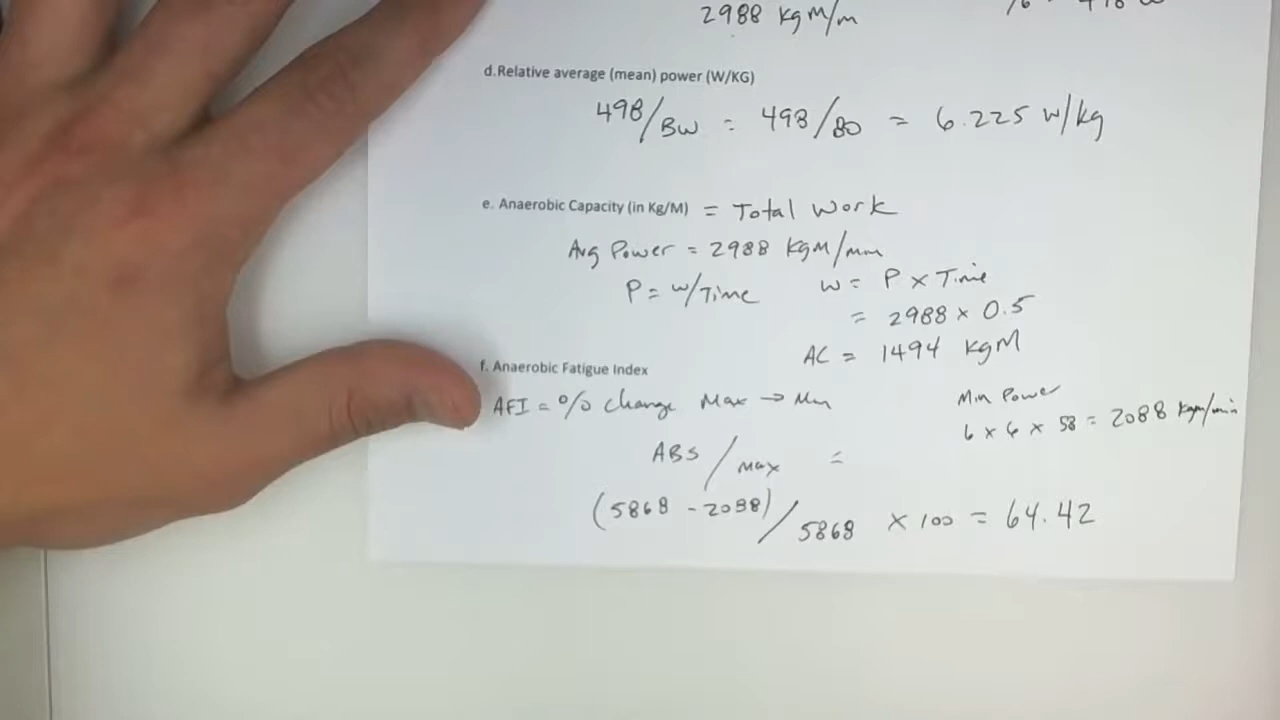 2988 kgm/m
d.Relative average (mean) power (W/KG)
498/BW = 498/80 = 6.225 w/kg
e. Anaerobic Capacity (in Kg/M) = Total Work
Avg Power = 2988 kgm/min
P = w/Time w = P x Time
= 2988 x 0.5
AC = 1494 kgM
f. Anaerobic Fatigue Index
AFI = % change Max → Min
Min Power
6 x 6 x 58 = 2088 kgm/min
ABS / Max =
(5868 - 2088) / 5868 x 100 = 64.42